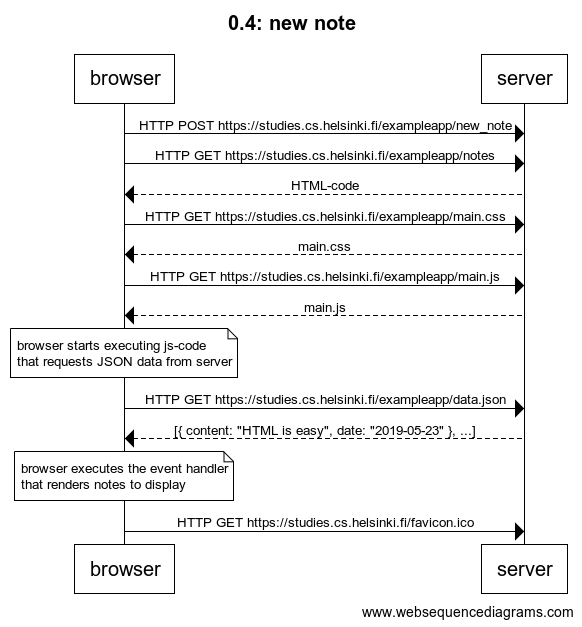 0.4: new note
browser
server
HTTP POST https://studies.cs.helsinki.fi/exampleapp/new_note
HTTP GET https://studies.cs.helsinki.fi/exampleapp/notes
HTML-code
HTTP GET https://studies.cs.helsinki.fi/exampleapp/main.css
main.css
HTTP GET https://studies.cs.helsinki.fi/exampleapp/main.js
main.js
browser starts executing js-code
that requests JSON data from server
HTTP GET https://studies.cs.helsinki.fi/exampleapp/data.json
[{ content: "HTML is easy", date: "2019-05-23" }, ...]
browser executes the event handler
that renders notes to display
HTTP GET https://studies.cs.helsinki.fi/favicon.ico
browser
server
www.websequencediagrams.com